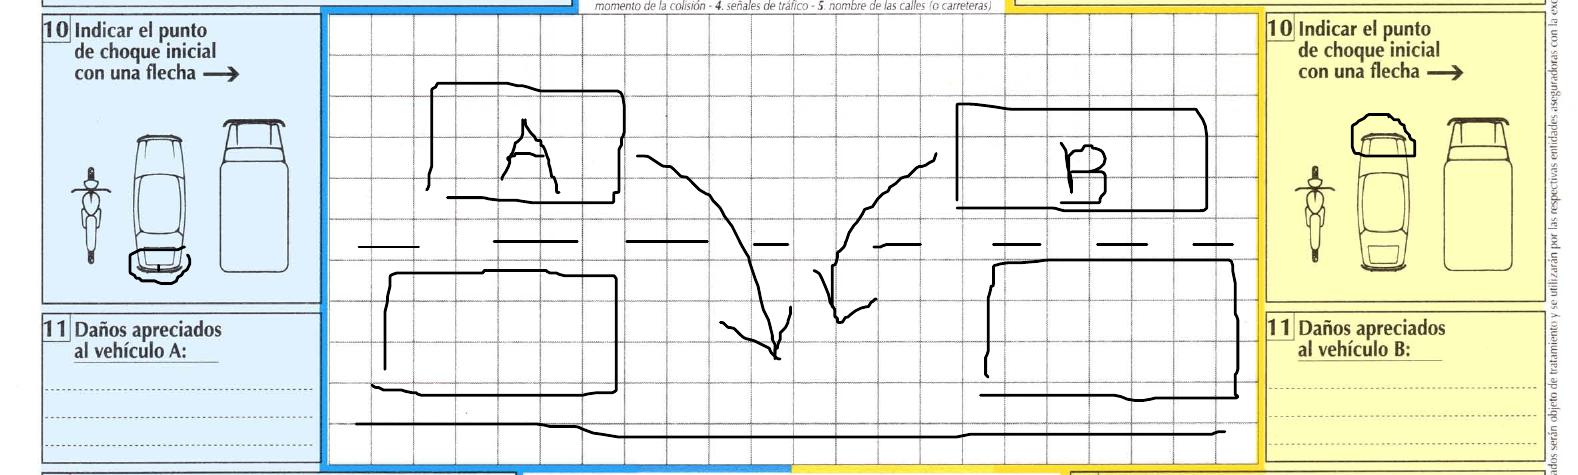 momento de la colisión - 4. señales de tráfico - 5. nombre de las calles (o carreteras)
10 Indicar el punto
de choque inicial
con una flecha
11 Daños apreciados
al vehículo A:
A
B
10 Indicar el punto
de choque inicial
con una flecha
11 Daños apreciados
al vehículo B:
ados serán objeto de tratamiento y se utilizarán por las respectivas entidades aseguradoras con la exc